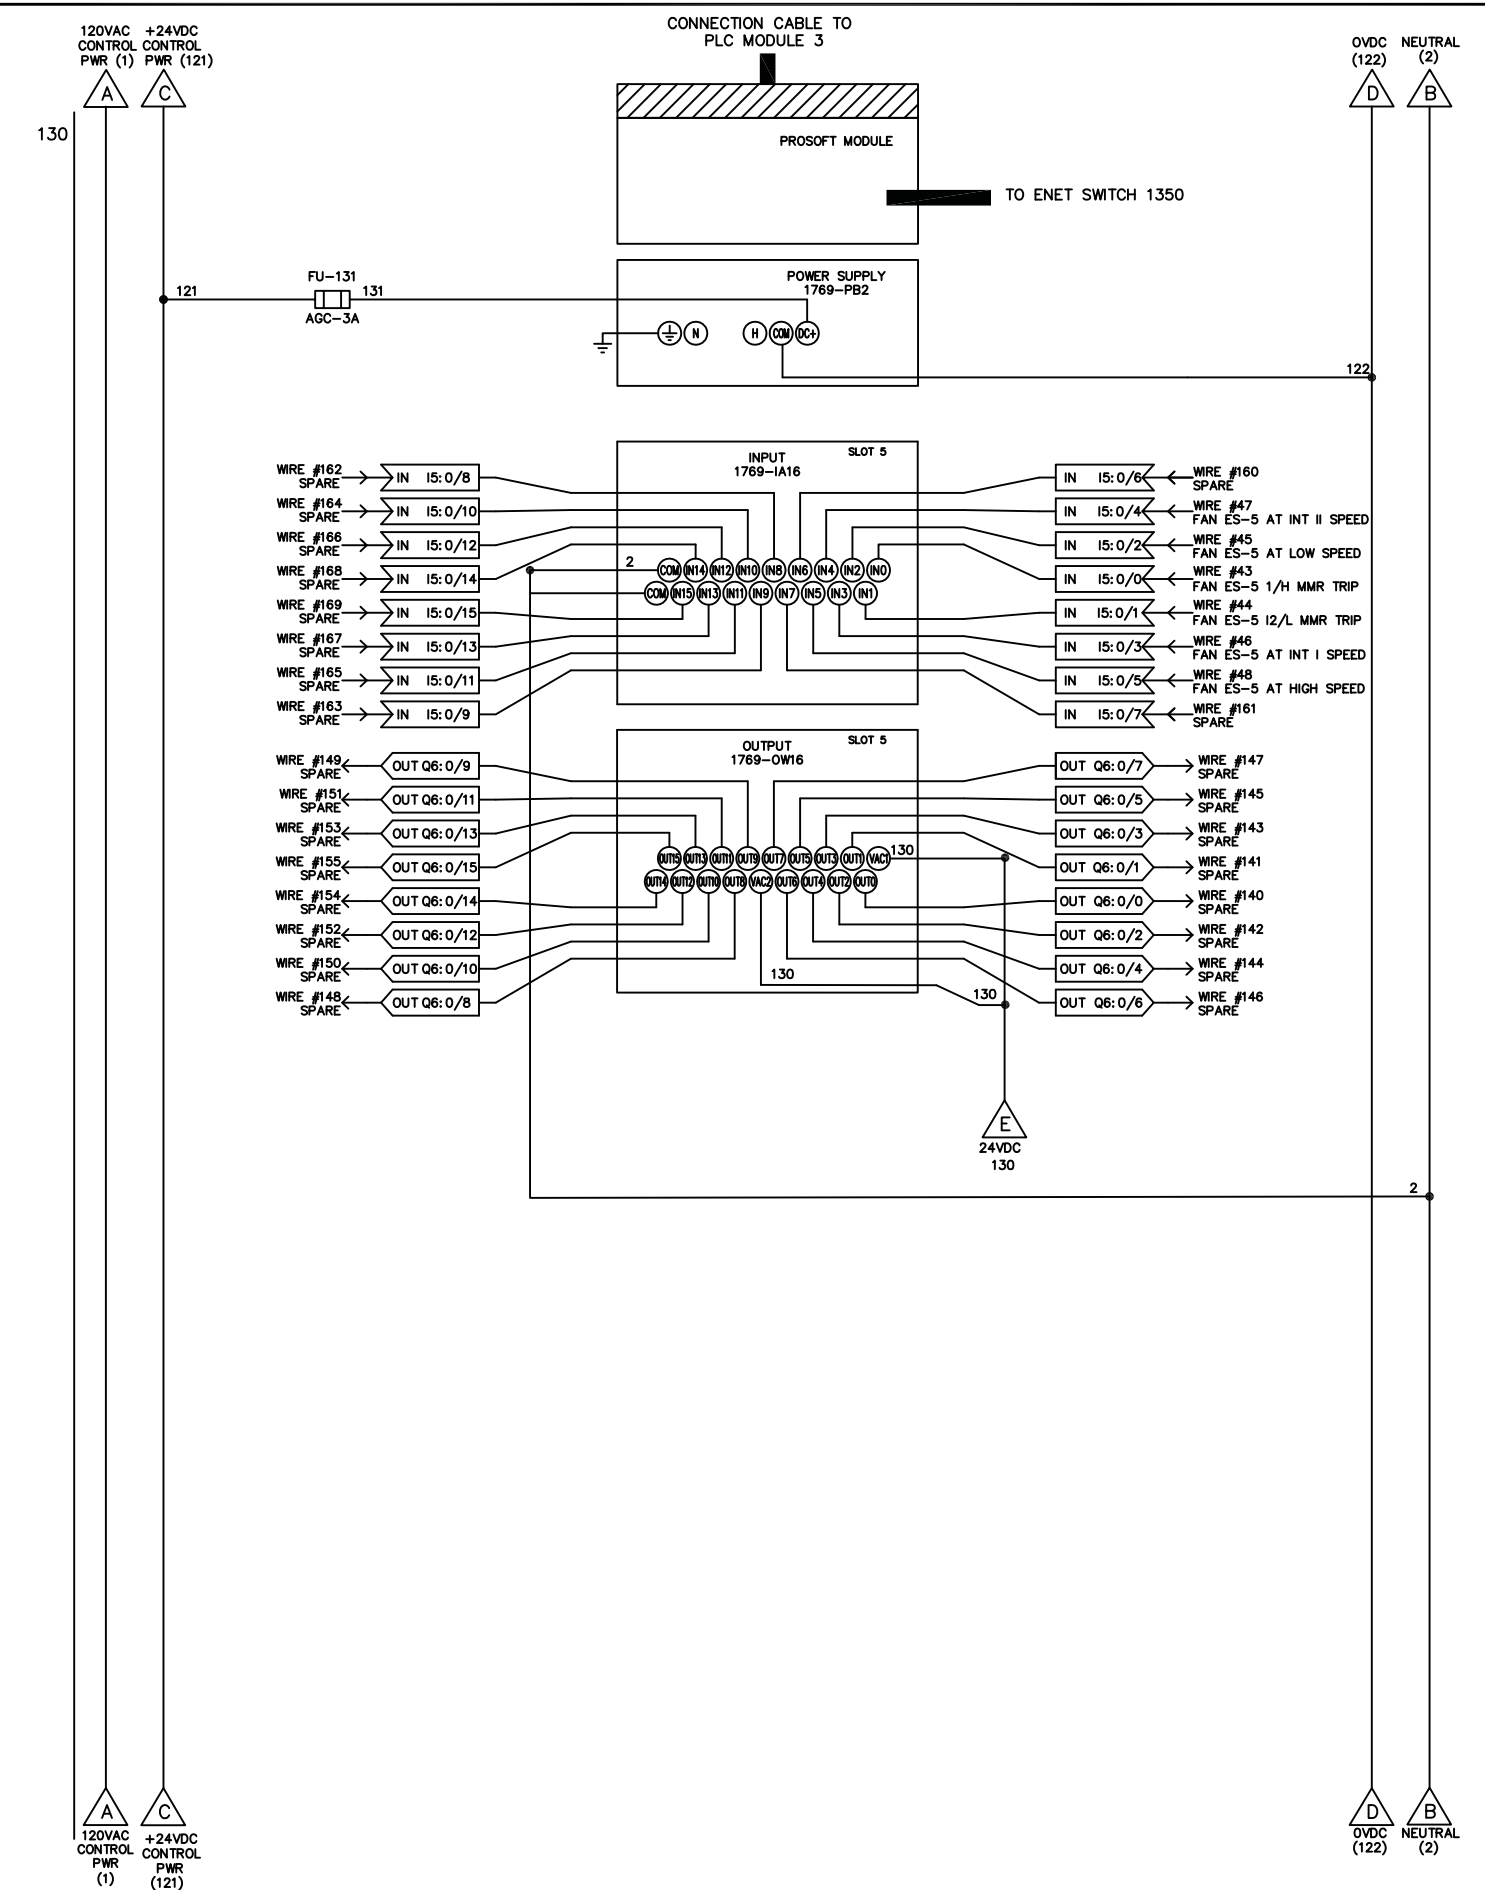 CONNECTION CABLE TO
PLC MODULE 3
120VAC
CONTROL
PWR (1)
+24VDC
CONTROL
PWR (121)
0VDC
(122)
NEUTRAL
(2)
A
C
D
B
130
PROSOFT MODULE
TO ENET SWITCH 1350
POWER SUPPLY
1769-PB2
FU-131
121
131
AGC-3A
N
H
COM
DC+
122
INPUT
1769-IA16
SLOT 5
WIRE #162
SPARE
IN I5:0/8
WIRE #164
SPARE
IN I5:0/10
WIRE #166
SPARE
IN I5:0/12
WIRE #168
SPARE
IN I5:0/14
WIRE #169
SPARE
IN I5:0/15
WIRE #167
SPARE
IN I5:0/13
WIRE #165
SPARE
IN I5:0/11
WIRE #163
SPARE
IN I5:0/9
2
COM IN14 IN12 IN10 IN8 IN6 IN4 IN2 IN0
COM IN15 IN13 IN11 IN9 IN7 IN5 IN3 IN1
IN I5:0/6
WIRE #160
SPARE
IN I5:0/4
WIRE #47
FAN ES-5 AT INT II SPEED
IN I5:0/2
WIRE #45
FAN ES-5 AT LOW SPEED
IN I5:0/0
WIRE #43
FAN ES-5 1/H MMR TRIP
IN I5:0/1
WIRE #44
FAN ES-5 I2/L MMR TRIP
IN I5:0/3
WIRE #46
FAN ES-5 AT INT I SPEED
IN I5:0/5
WIRE #48
FAN ES-5 AT HIGH SPEED
IN I5:0/7
WIRE #161
SPARE
OUTPUT
1769-OW16
SLOT 5
WIRE #149
SPARE
OUT Q6:0/9
WIRE #151
SPARE
OUT Q6:0/11
WIRE #153
SPARE
OUT Q6:0/13
WIRE #155
SPARE
OUT Q6:0/15
WIRE #154
SPARE
OUT Q6:0/14
WIRE #152
SPARE
OUT Q6:0/12
WIRE #150
SPARE
OUT Q6:0/10
WIRE #148
SPARE
OUT Q6:0/8
OUT15 OUT13 OUT11 OUT9 OUT7 OUT5 OUT3 OUT1 VAC1
130
OUT14 OUT12 OUT10 OUT8 VAC2 OUT6 OUT4 OUT2 OUT0
130
130
OUT Q6:0/7
WIRE #147
SPARE
OUT Q6:0/5
WIRE #145
SPARE
OUT Q6:0/3
WIRE #143
SPARE
OUT Q6:0/1
WIRE #141
SPARE
OUT Q6:0/0
WIRE #140
SPARE
OUT Q6:0/2
WIRE #142
SPARE
OUT Q6:0/4
WIRE #144
SPARE
OUT Q6:0/6
WIRE #146
SPARE
E
24VDC
130
2
A
120VAC
CONTROL
PWR
(1)
C
+24VDC
CONTROL
PWR
(121)
D
0VDC
(122)
B
NEUTRAL
(2)